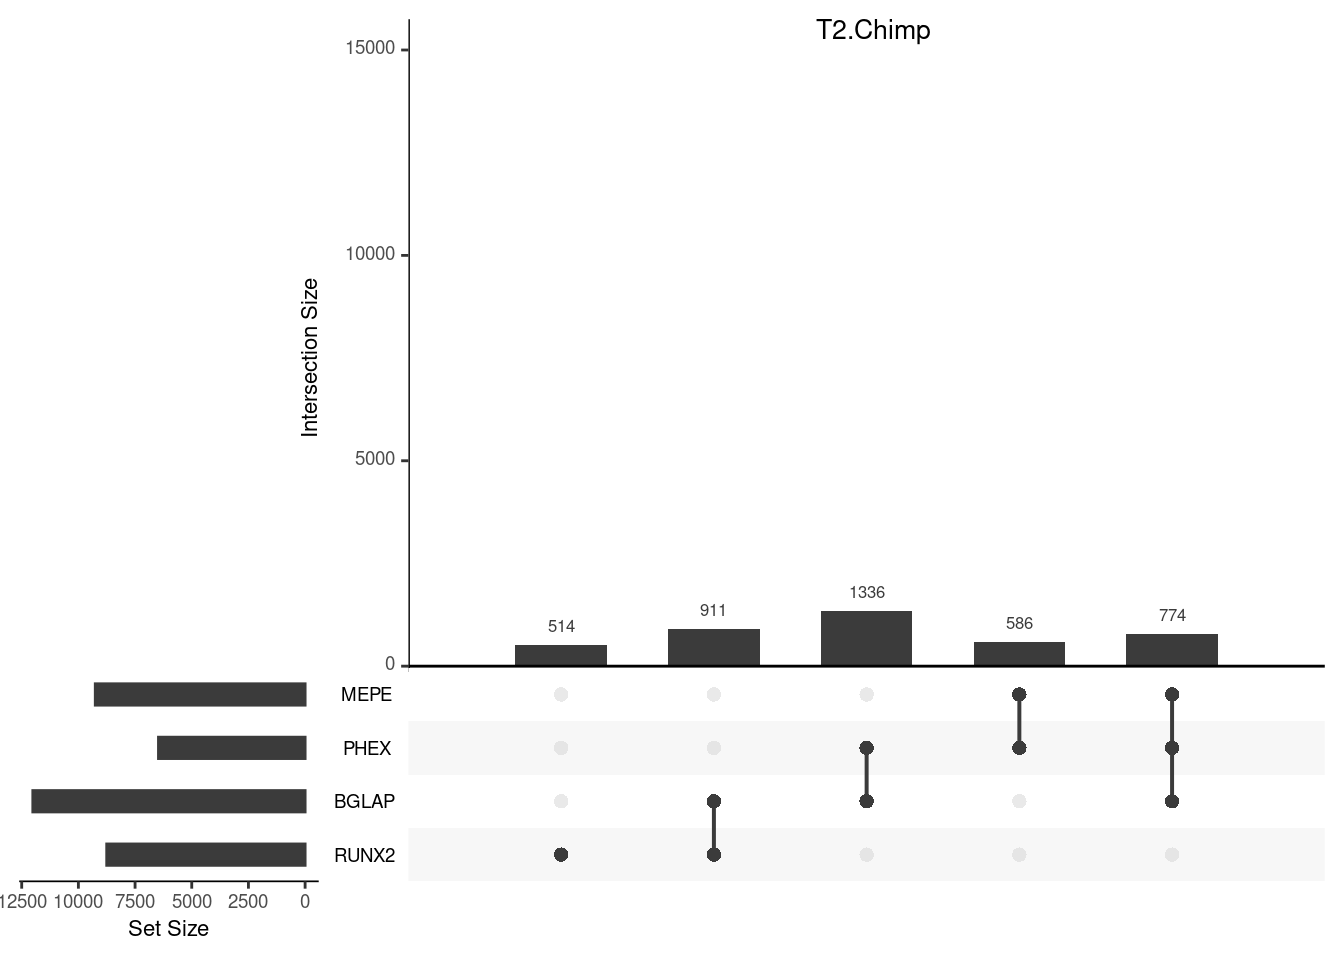 T2.Chimp
15000
10000
5000
0
Intersection Size
514
911
1336
586
774
MEPE
PHEX
BGLAP
RUNX2
12500 10000 7500 5000 2500 0
Set Size